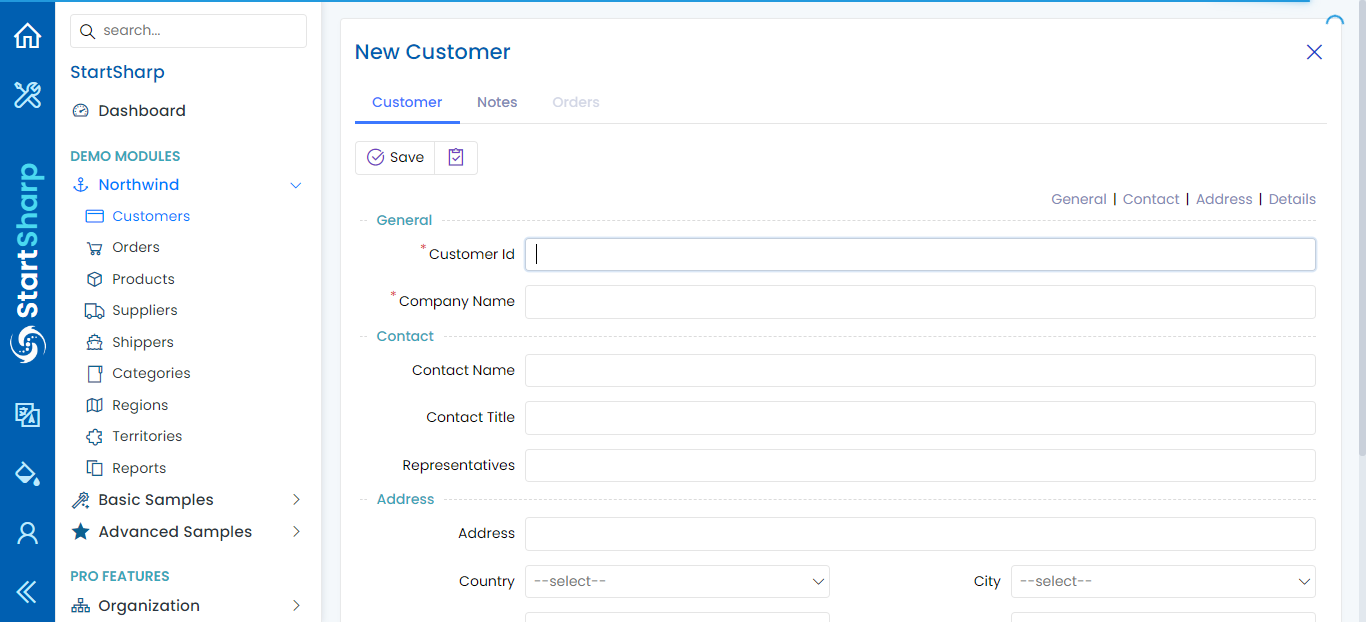 search...
StartSharp
Dashboard
DEMO MODULES
Northwind
Customers
Orders
Products
Suppliers
Shippers
Categories
Regions
Territories
Reports
Basic Samples
Advanced Samples
PRO FEATURES
Organization
StartSharp
New Customer
Customer Notes Orders
Save
General | Contact | Address | Details
General
* Customer Id
* Company Name
Contact
Contact Name
Contact Title
Representatives
Address
Address
Country --select-- City --select--